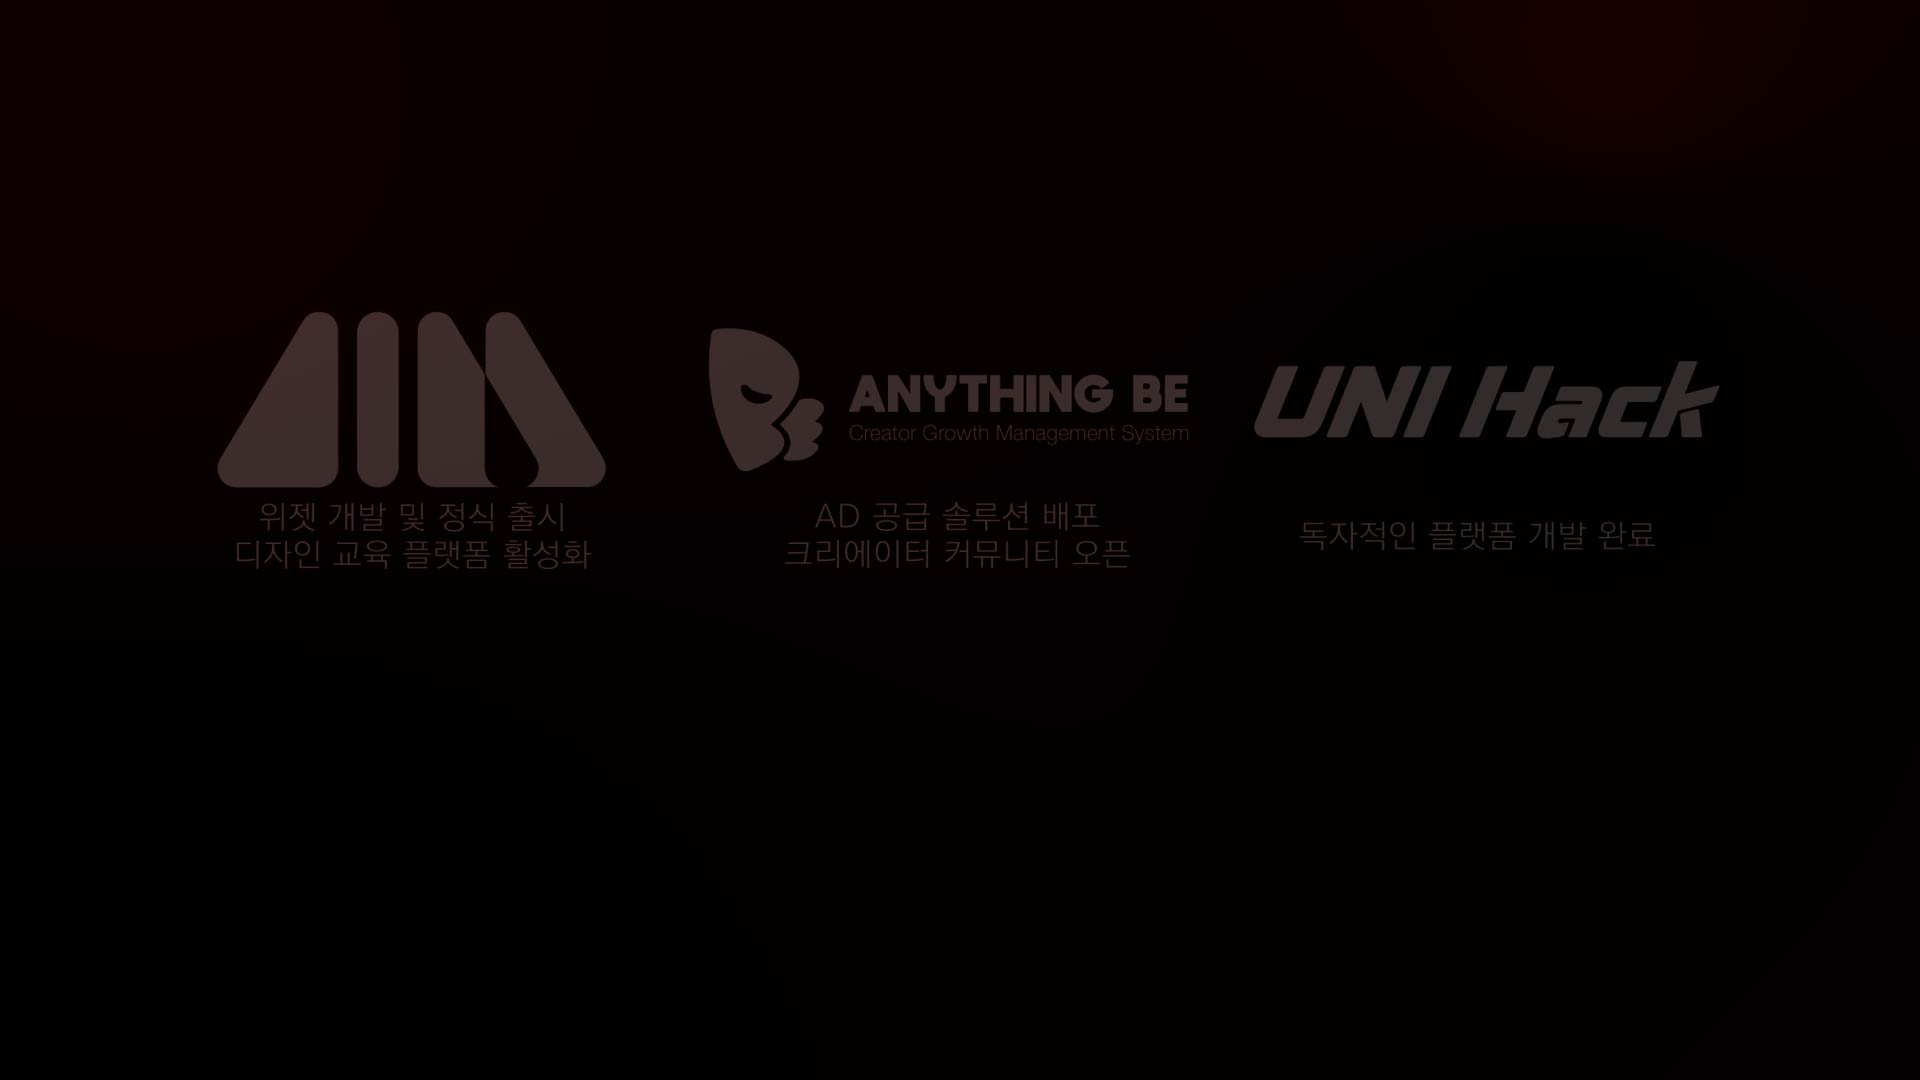 위젯 개발 및 정식 출시
디자인 교육 플랫폼 활성화
ANYTHING BE
Creator Growth Management System
AD 공급 솔루션 배포
크리에이터 커뮤니티 오픈
UNI Hack
독자적인 플랫폼 개발 완료